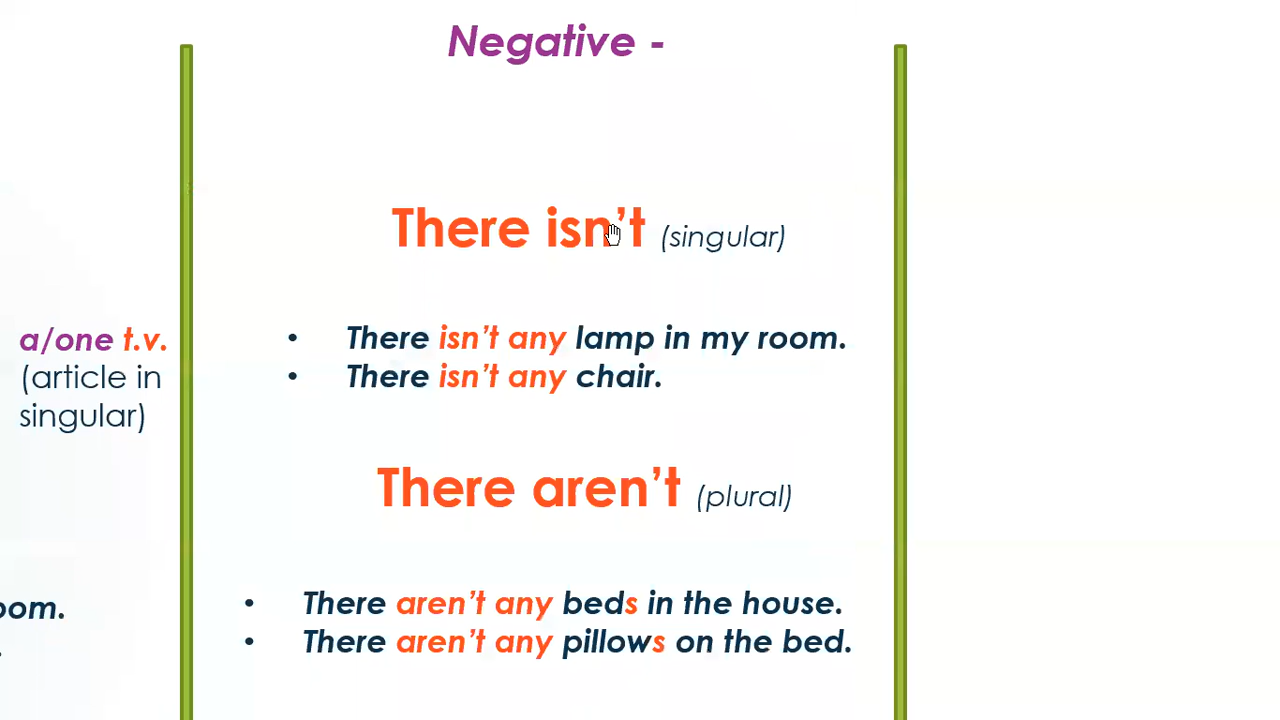 Negative -
There isn’t (singular)
a/one t.v.
(article in
singular)
• There isn’t any lamp in my room.
• There isn’t any chair.
There aren’t (plural)
oom.
.
• There aren’t any beds in the house.
• There aren’t any pillows on the bed.